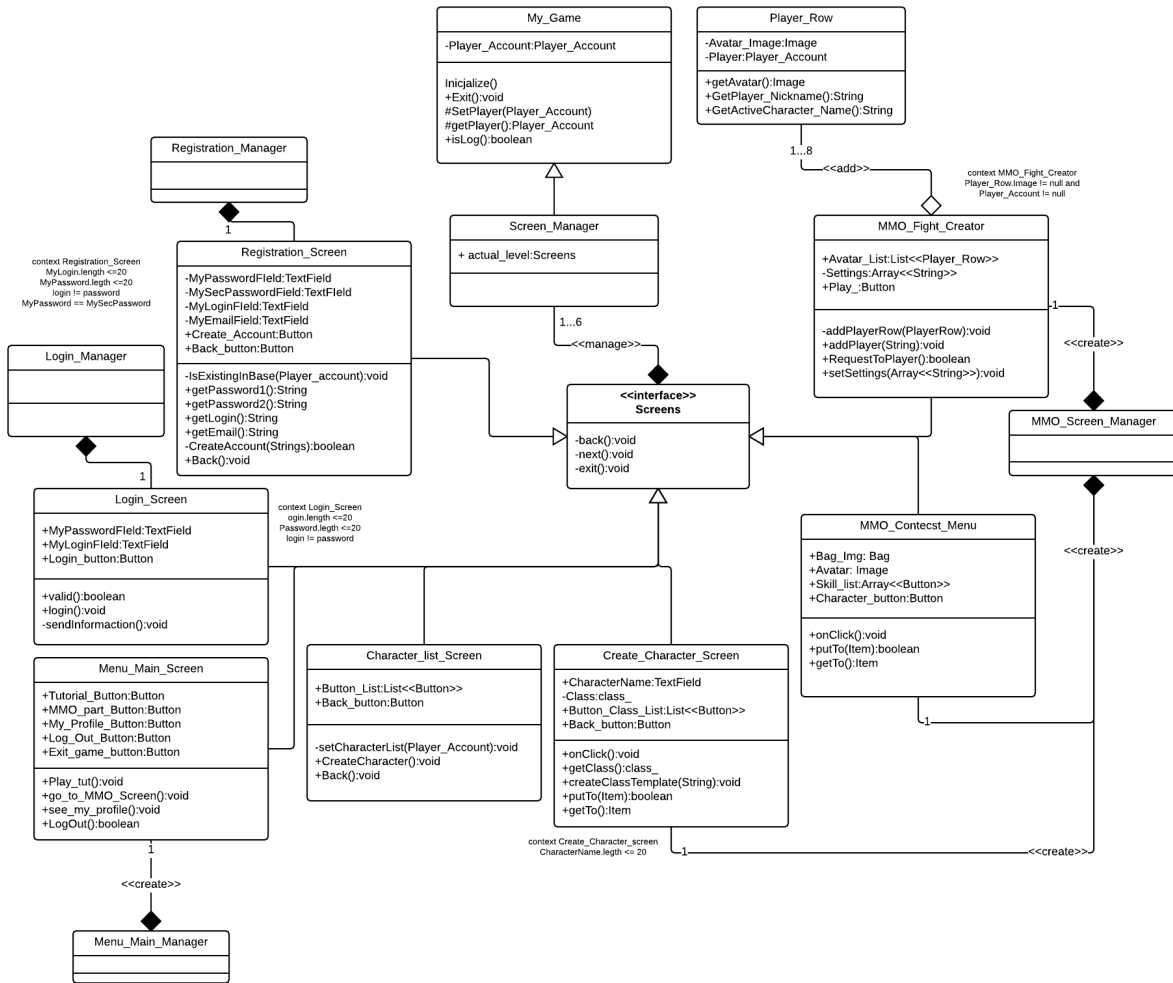 My_Game
-Player_Account:Player_Account
Inicjalize()
+Exit():void
#SetPlayer(Player_Account)
#getPlayer():Player_Account
+isLog():boolean
Player_Row
-Avatar_Image:Image
-Player:Player_Account
+getAvatar():Image
+GetPlayer_Nickname():String
+GetActiveCharacter_Name():String
1...8
<<add>>
context MMO_Fight_Creator
Player_Row.Image != null and
Player_Account != null
Registration_Manager
1
Screen_Manager
+ actual_level:Screens
1...6
<<manage>>
MMO_Fight_Creator
+Avatar_List:List<<Player_Row>>
-Settings:Array<<String>>
+Play_:Button
-addPlayerRow(PlayerRow):void
+addPlayer(String):void
+RequestToPlayer():boolean
+setSettings(Array<<String>>):void
1
<<create>>
context Registration_Screen
MyLogin.length <=20
MyPassword.legth <=20
login != password
MyPassword == MySecPassword
Registration_Screen
-MyPasswordFIeld:TextField
-MySecPasswordField:TextFIeld
-MyLoginFIeld:TextField
-MyEmailField:TextField
+Create_Account:Button
+Back_button:Button
-IsExistingInBase(Player_account):void
+getPassword1():String
+getPassword2():String
+getLogin():String
+getEmail():String
-CreateAccount(Strings):boolean
+Back():void
Login_Manager
1
<<interface>>
Screens
-back():void
-next():void
-exit():void
MMO_Screen_Manager
Login_Screen
+MyPasswordFIeld:TextField
+MyLoginFIeld:TextField
+Login_button:Button
+valid():boolean
+login():void
-sendInformaction():void
context Login_Screen
ogin.length <=20
Password.legth <=20
login != password
MMO_Contecst_Menu
+Bag_Img: Bag
+Avatar: Image
+Skill_list:Array<<Button>>
+Character_button:Button
+onClick():void
+putTo(Item):boolean
+getTo():Item
<<create>>
1
Menu_Main_Screen
+Tutorial_Button:Button
+MMO_part_Button:Button
+My_Profile_Button:Button
+Log_Out_Button:Button
+Exit_game_button:Button
+Play_tut():void
+go_to_MMO_Screen():void
+see_my_profile():void
+LogOut():boolean
1
<<create>>
Menu_Main_Manager
Character_list_Screen
+Button_List:List<<Button>>
+Back_button:Button
-setCharacterList(Player_Account):void
+CreateCharacter():void
+Back():void
Create_Character_Screen
+CharacterName:TextField
-Class:class_
+Button_Class_List:List<<Button>>
+Back_button:Button
+onClick():void
+getClass():class_
+createClassTemplate(String):void
+putTo(Item):boolean
+getTo():Item
context Create_Character_screen
CharacterName.legth <= 20
1
<<create>>